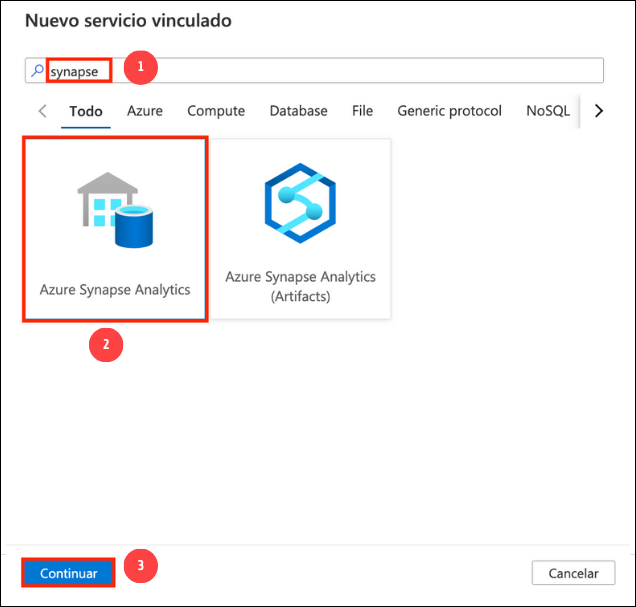 Nuevo servicio vinculado
synapse
1
Todo Azure Compute Database File Generic protocol NoSQL
Azure Synapse Analytics
Azure Synapse Analytics
(Artifacts)
2
Continuar
3
Cancelar